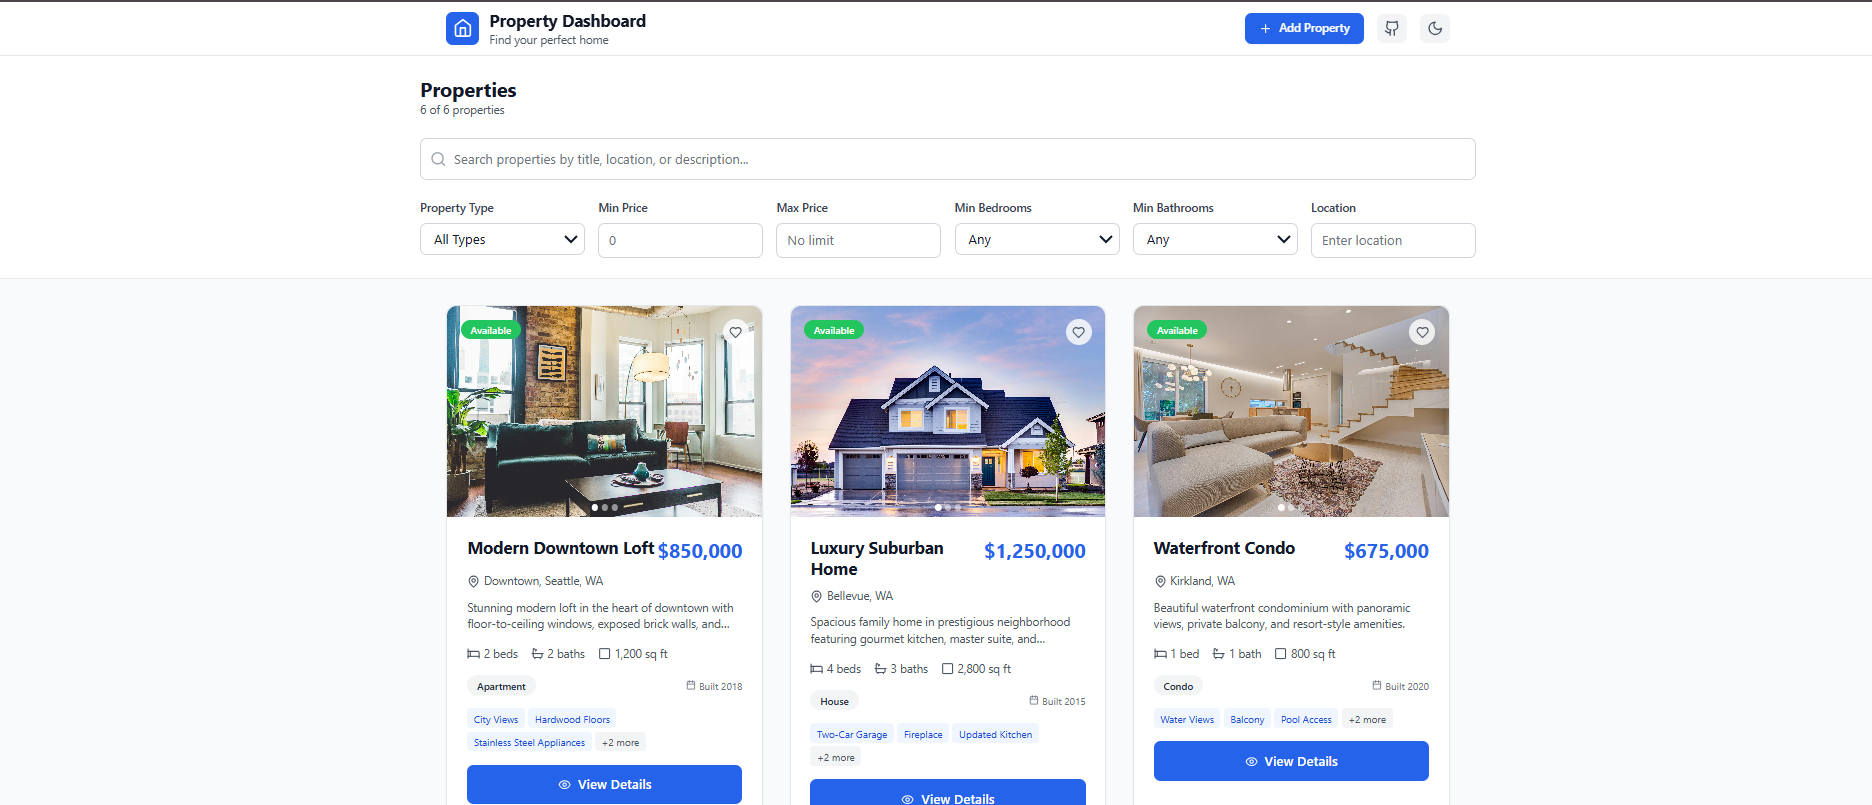 Property Dashboard
Find your perfect home
Add Property
Properties
6 of 6 properties
Search properties by title, location, or description...
Property Type
Min Price
Max Price
Min Bedrooms
Min Bathrooms
Location
All Types
0
No limit
Any
Any
Enter location
Available
Modern Downtown Loft $850,000
Downtown, Seattle, WA
Stunning modern loft in the heart of downtown with
floor-to-ceiling windows, exposed brick walls, and...
2 beds 2 baths 1,200 sq ft
Apartment Built 2018
City Views Hardwood Floors
Stainless Steel Appliances +2 more
View Details
Available
Luxury Suburban $1,250,000
Home
Bellevue, WA
Spacious family home in prestigious neighborhood
featuring gourmet kitchen, master suite, and...
4 beds 3 baths 2,800 sq ft
House Built 2015
Two-Car Garage Fireplace Updated Kitchen
+2 more
View Details
Available
Waterfront Condo $675,000
Kirkland, WA
Beautiful waterfront condominium with panoramic
views, private balcony, and resort-style amenities.
1 bed 1 bath 800 sq ft
Condo Built 2020
Water Views Balcony Pool Access +2 more
View Details